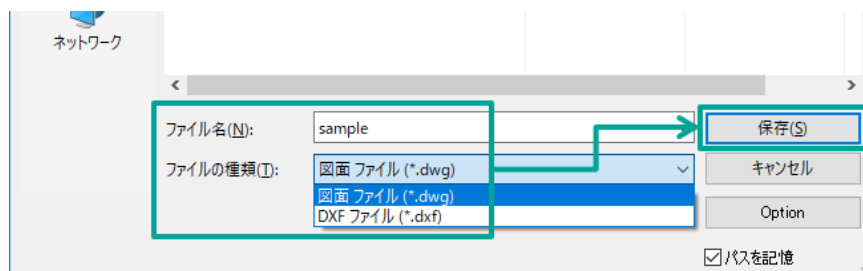 ネットワーク
ファイル名(N):
sample
保存(S)
ファイルの種類(T):
図面 ファイル (*.dwg)
キャンセル
図面 ファイル (*.dwg)
DXF ファイル (*.dxf)
Option
パスを記憶